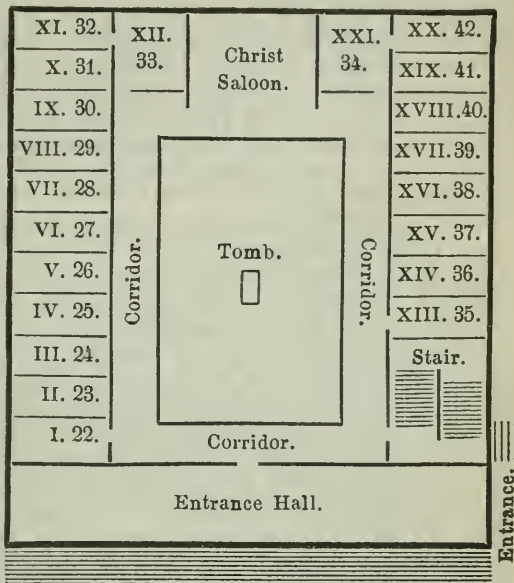 XI. 32.
X. 31.
IX. 30.
VIII. 29.
VII. 28.
VI. 27.
V. 26.
IV. 25.
III. 24.
II. 23.
I. 22.
XII.
33.
Corridor.
Christ
Saloon.
Tomb.
Corridor.
XXI.
34.
Corridor.
XX. 42.
XIX. 41.
XVIII.40.
XVII.39.
XVI. 38.
XV. 37.
XIV. 36.
XIII. 35.
Stair.
Entrance Hall.
Entrance.